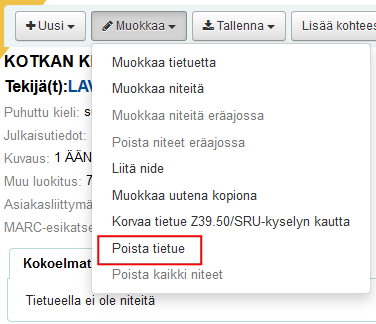 Uusi
Muokkaa
Tallenna
Lisää kohtees
KOTKAN K
Tekijä(t):LAV
Puhuttu kieli: s
Julkaisutiedot:
Kuvaus: 1 ÄÄN
Muu luokitus: 7
Asiakasliittymä
MARC-esikatse
Muokkaa tietuetta
Muokkaa niteitä
Muokkaa niteitä eräajossa
Poista niteet eräajossa
Liitä nide
Muokkaa uutena kopiona
Korvaa tietue Z39.50/SRU-kyselyn kautta
Poista tietue
Poista kaikki niteet
Kokoelmat
Tietueella ei ole niteitä